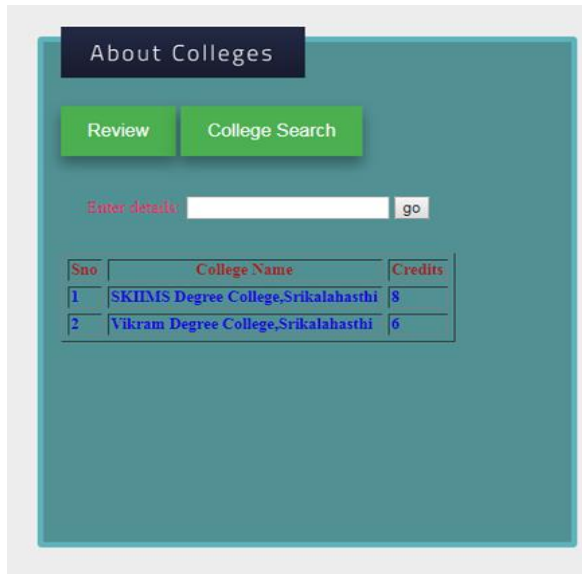 About Colleges
Review College Search
Enter details: go
Sno College Name Credits
1 SKIIMS Degree College,Srikalahasthi 8
2 Vikram Degree College,Srikalahasthi 6